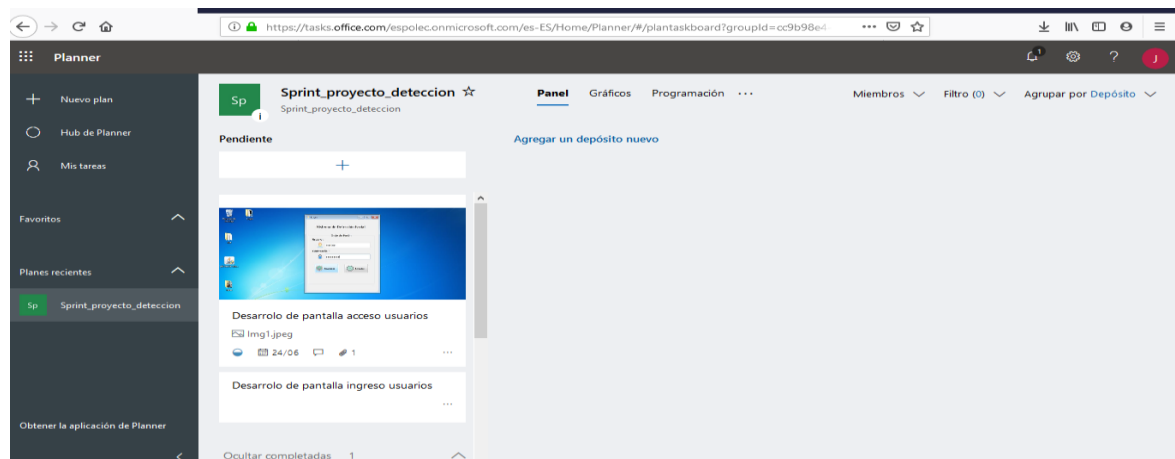 https://tasks.office.com/espolec.onmicrosoft.com/es-ES/Home/Planner/#/plantaskboard?groupId=cc9b98e4
Planner
1
J
Nuevo plan
Hub de Planner
Mis tareas
Favoritos
Planes recientes
Sp Sprint_proyecto_deteccion
Obtener la aplicación de Planner
Sp
i
Sprint_proyecto_deteccion
Sprint_proyecto_deteccion
Panel Gráficos Programación ...
Miembros Filtro (0) Agrupar por Depósito
Pendiente
Agregar un depósito nuevo
+
Desarrolo de pantalla acceso usuarios
Img1.jpeg
24/06 1 ...
Desarrolo de pantalla ingreso usuarios
...
Ocultar completadas 1